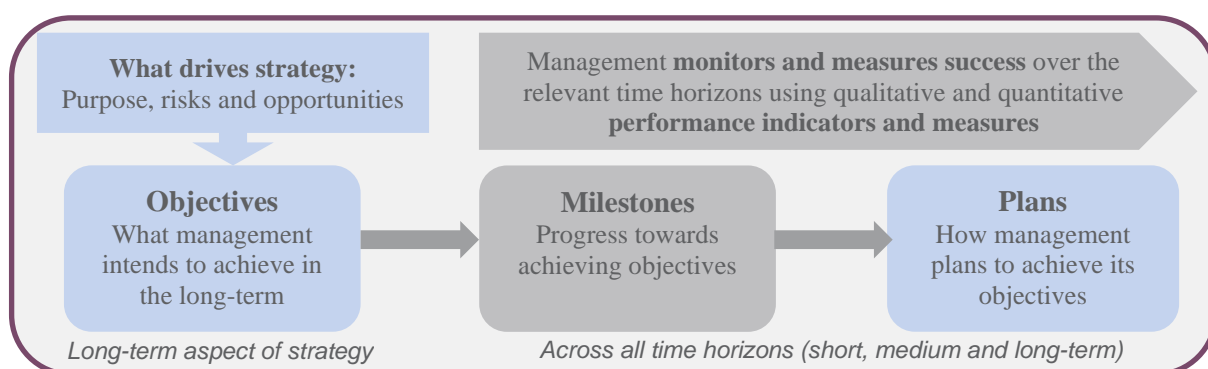 What drives strategy:
Purpose, risks and opportunities
Management monitors and measures success over the
relevant time horizons using qualitative and quantitative
performance indicators and measures
Objectives
What management
intends to achieve in
the long-term
Milestones
Progress towards
achieving objectives
Plans
How management
plans to achieve its
objectives
Long-term aspect of strategy
Across all time horizons (short, medium and long-term)